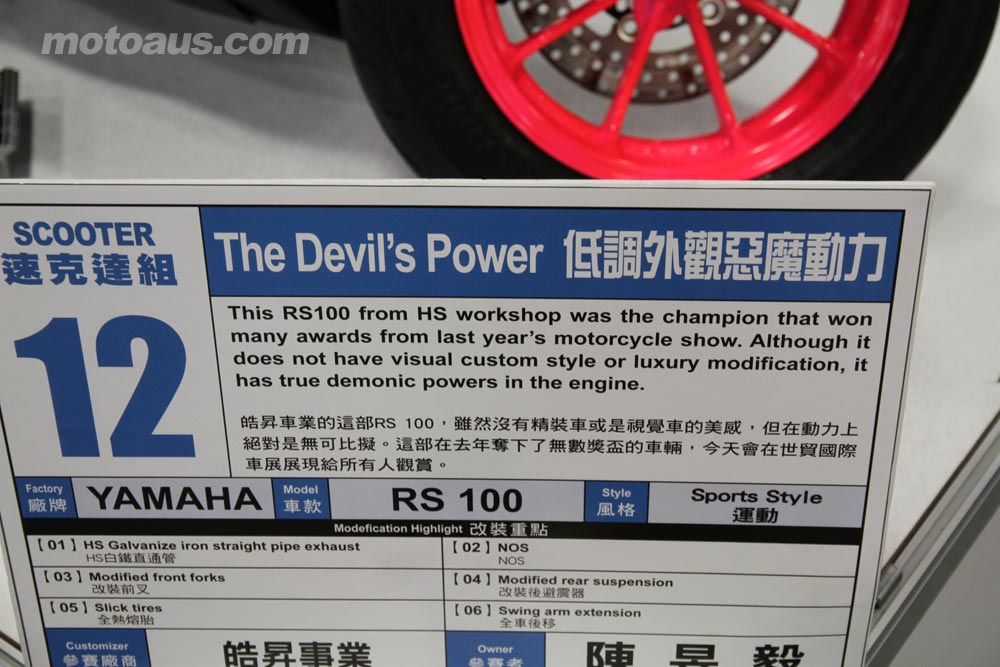 motoaus.com
SCOOTER
速克達組
12
The Devil's Power 低調外觀惡魔動力
This RS100 from HS workshop was the champion that won
many awards from last year's motorcycle show. Although it
does not have visual custom style or luxury modification, it
has true demonic powers in the engine.
皓昇車業的這部RS 100，雖然沒有精裝車或是視覺車的美感，但在動力上
絕對是無可比擬。這部在去年奪下了無數獎盃的車輛，今天會在世貿國際
車展展現給所有人觀賞。
Factory
廠牌
YAMAHA
Model
車款
RS 100
Style
風格
Sports Style
運動
Modefication Highlight 改裝重點
【01】HS Galvanize iron straight pipe exhaust
HS白鐵直通管
【02】NOS
NOS
【03】Modified front forks
改裝前叉
【04】Modified rear suspension
改裝後避震器
【05】Slick tires
全熱熔胎
【06】Swing arm extension
全車後移
Customizer
參賽廠商
皓昇事業
Owner
參賽者
陳昱毅